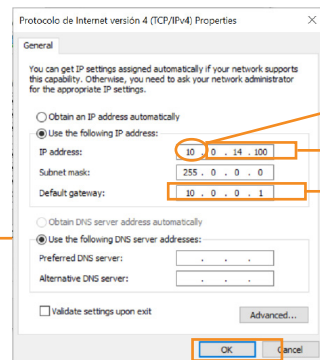 Protocolo de Internet versión 4 (TCP/IPv4) Properties
General
You can get IP settings assigned automatically if your network supports
this capability. Otherwise, you need to ask your network administrator
for the appropriate IP settings.
Obtain an IP address automatically
Use the following IP address:
IP address: 10 . 0 . 14 . 100
Subnet mask: 255 . 0 . 0 . 0
Default gateway: 10 . 0 . 0 . 1
Obtain DNS server address automatically
Use the following DNS server addresses:
Preferred DNS server: . . .
Alternative DNS server: . . .
Validate settings upon exit
Advanced...
OK Cancel